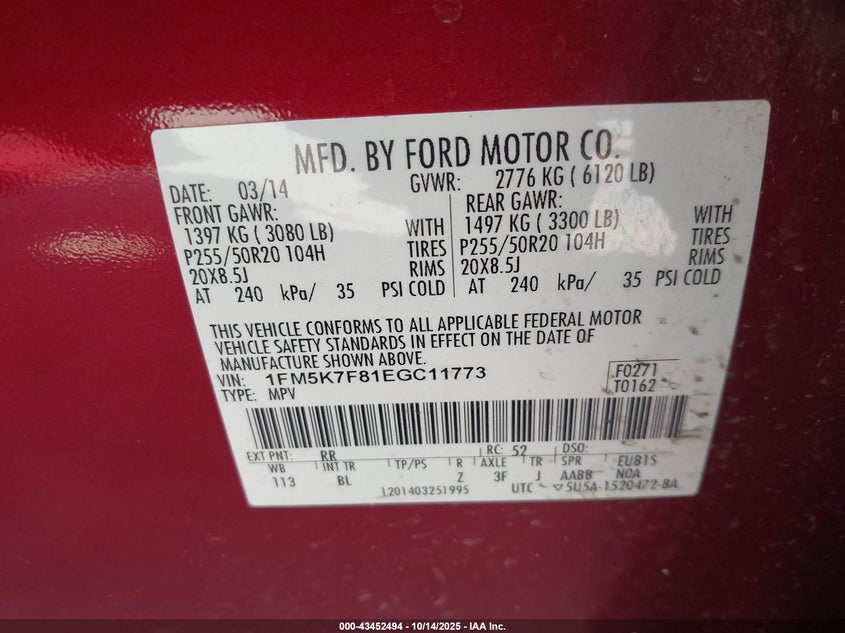 MFD. BY FORD MOTOR CO.
DATE: 03/14 GVWR: 2776 KG ( 6120 LB)
FRONT GAWR: REAR GAWR:
1397 KG ( 3080 LB) WITH 1497 KG ( 3300 LB) WITH
P255/50R20 104H TIRES P255/50R20 104H TIRES
20X8.5J RIMS 20X8.5J RIMS
AT 240 kPa/ 35 PSI COLD AT 240 kPa/ 35 PSI COLD
THIS VEHICLE CONFORMS TO ALL APPLICABLE FEDERAL MOTOR
VEHICLE SAFETY STANDARDS IN EFFECT ON THE DATE OF
MANUFACTURE SHOWN ABOVE.
VIN: 1FM5K7F81EGC11773 F0271
TYPE: MPV T0162
EXT PNT: RR RC: 52 DSO:
WB INT TR TP/PS R AXLE TR SPR EUB1S
113 BL Z 3F J AABB NOA
L201403251995 UTC ▽5U5A-1520472-BA
000-43452494 - 10/14/2025 - IAA Inc.